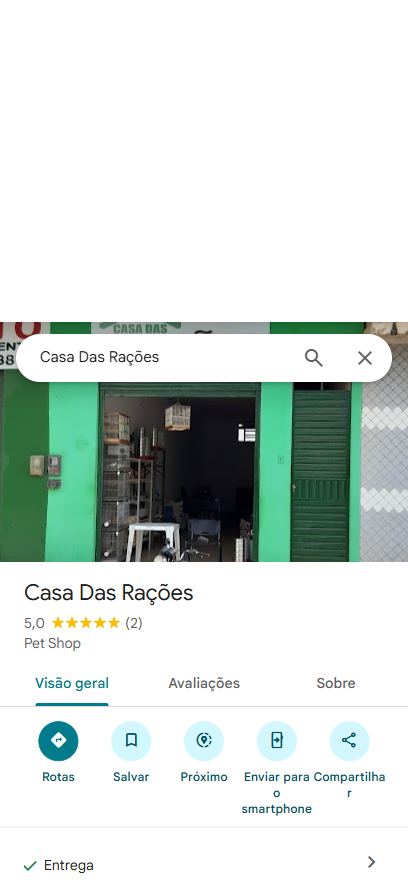 CASA DAS
Casa Das Rações
Casa Das Rações
5,0 (2)
Pet Shop
Visão geral
Avaliações
Sobre
Rotas
Salvar
Próximo
Enviar para
o
smartphone
Compartilha
r
Entrega